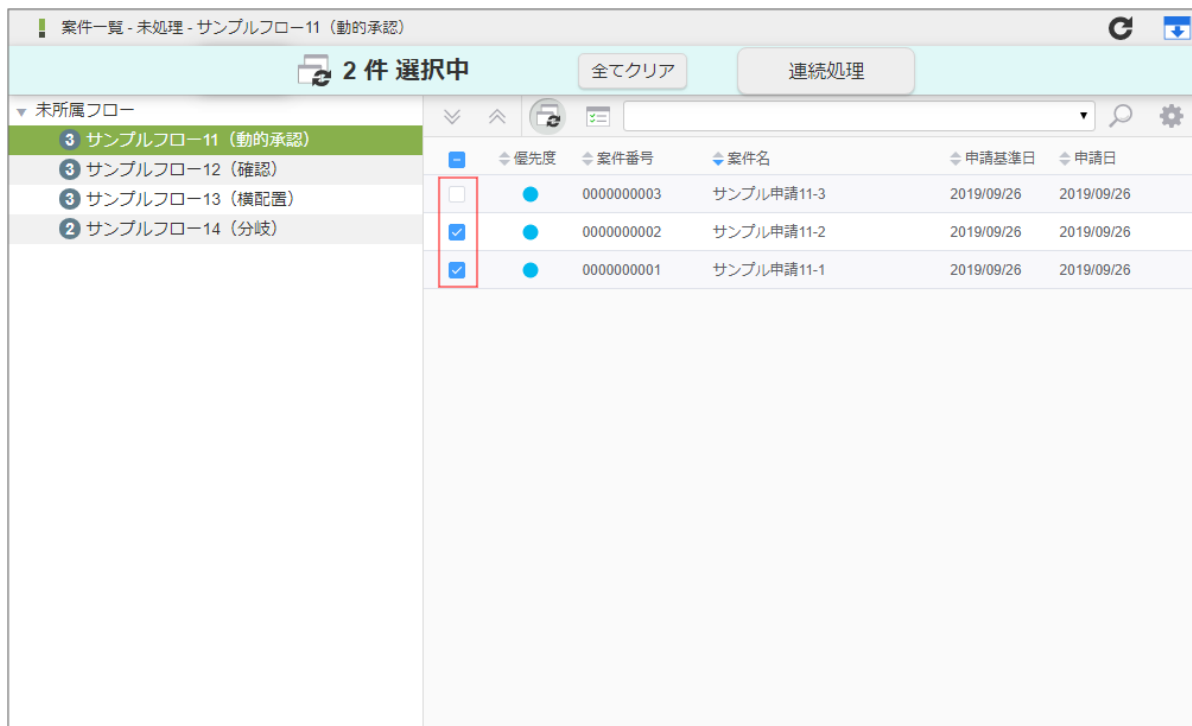 案件一覧 - 未処理 - サンプルフロー11（動的承認）
2 件 選択中 全てクリア 連続処理
未所属フロー
3 サンプルフロー11（動的承認）
3 サンプルフロー12（確認）
3 サンプルフロー13（横配置）
2 サンプルフロー14（分岐）
優先度 案件番号 案件名 申請基準日 申請日
0000000003 サンプル申請11-3 2019/09/26 2019/09/26
0000000002 サンプル申請11-2 2019/09/26 2019/09/26
0000000001 サンプル申請11-1 2019/09/26 2019/09/26